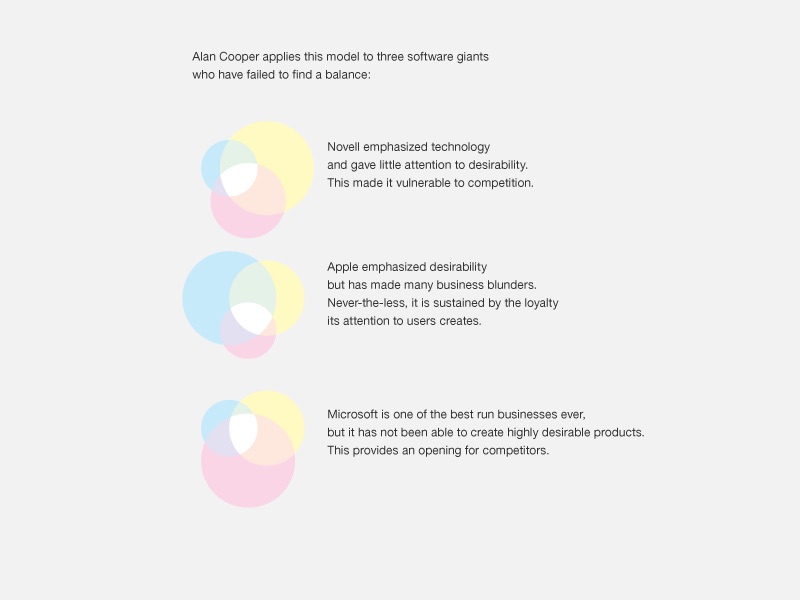 Alan Cooper applies this model to three software giants
who have failed to find a balance:
Novell emphasized technology
and gave little attention to desirability.
This made it vulnerable to competition.
Apple emphasized desirability
but has made many business blunders.
Never-the-less, it is sustained by the loyalty
its attention to users creates.
Microsoft is one of the best run businesses ever,
but it has not been able to create highly desirable products.
This provides an opening for competitors.